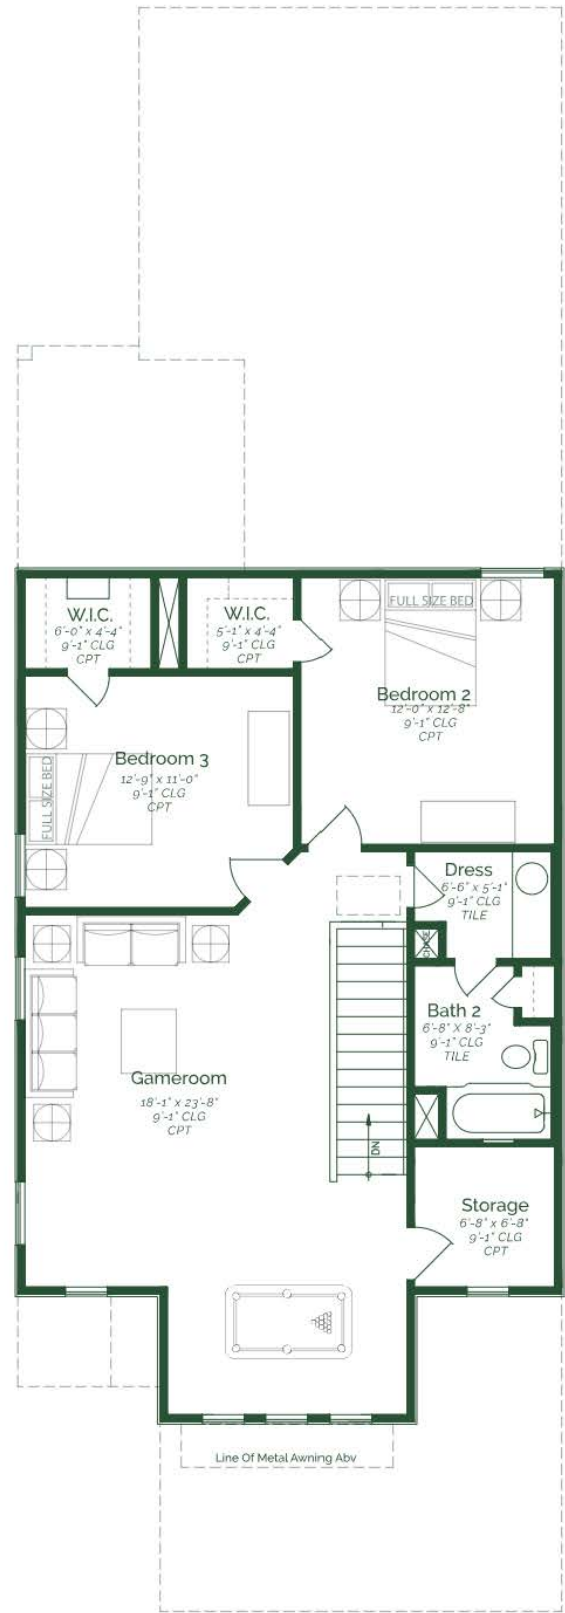 W.I.C.
6'-0" x 4'-4"
9'-1" CLG
CPT
W.I.C.
5'-1" x 4'-4"
9'-1" CLG
CPT
FULL SIZE BED
Bedroom 2
12'-0" x 12'-8"
9'-1" CLG
CPT
Bedroom 3
12'-9" x 11'-0"
9'-1" CLG
CPT
FULL SIZE BED
Dress
6'-6" x 5'-1"
9'-1" CLG
TILE
CHASE
Bath 2
6'-8" X 8'-3"
9'-1" CLG
TILE
Gameroom
18'-1" x 23'-8"
9'-1" CLG
CPT
DN
Storage
6'-8" x 6'-8"
9'-1" CLG
CPT
Line Of Metal Awning Abv